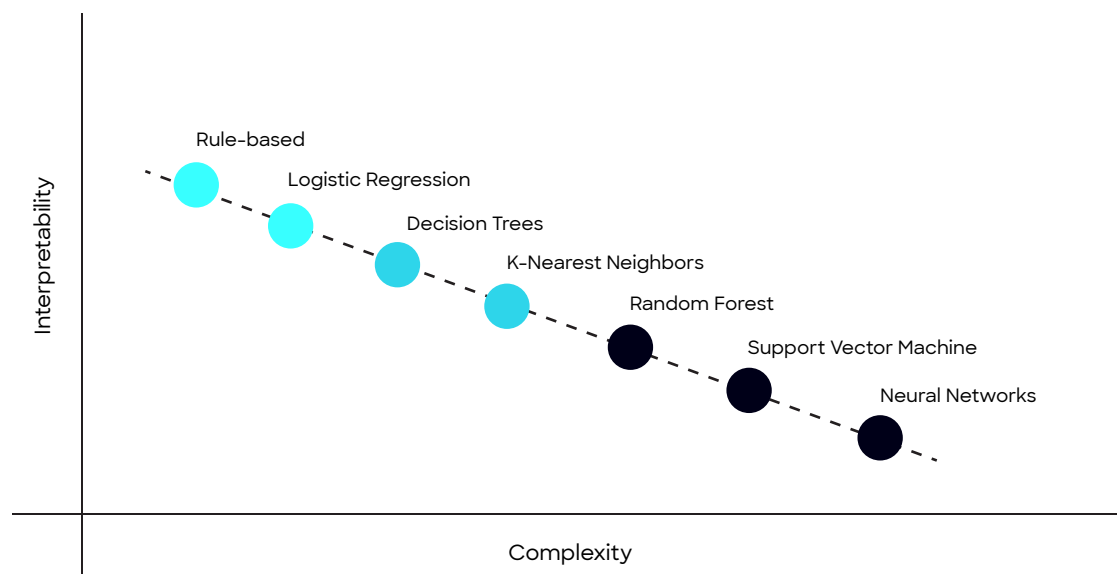 Rule-based
Logistic Regression
Decision Trees
K-Nearest Neighbors
Random Forest
Support Vector Machine
Neural Networks
Interpretability
Complexity